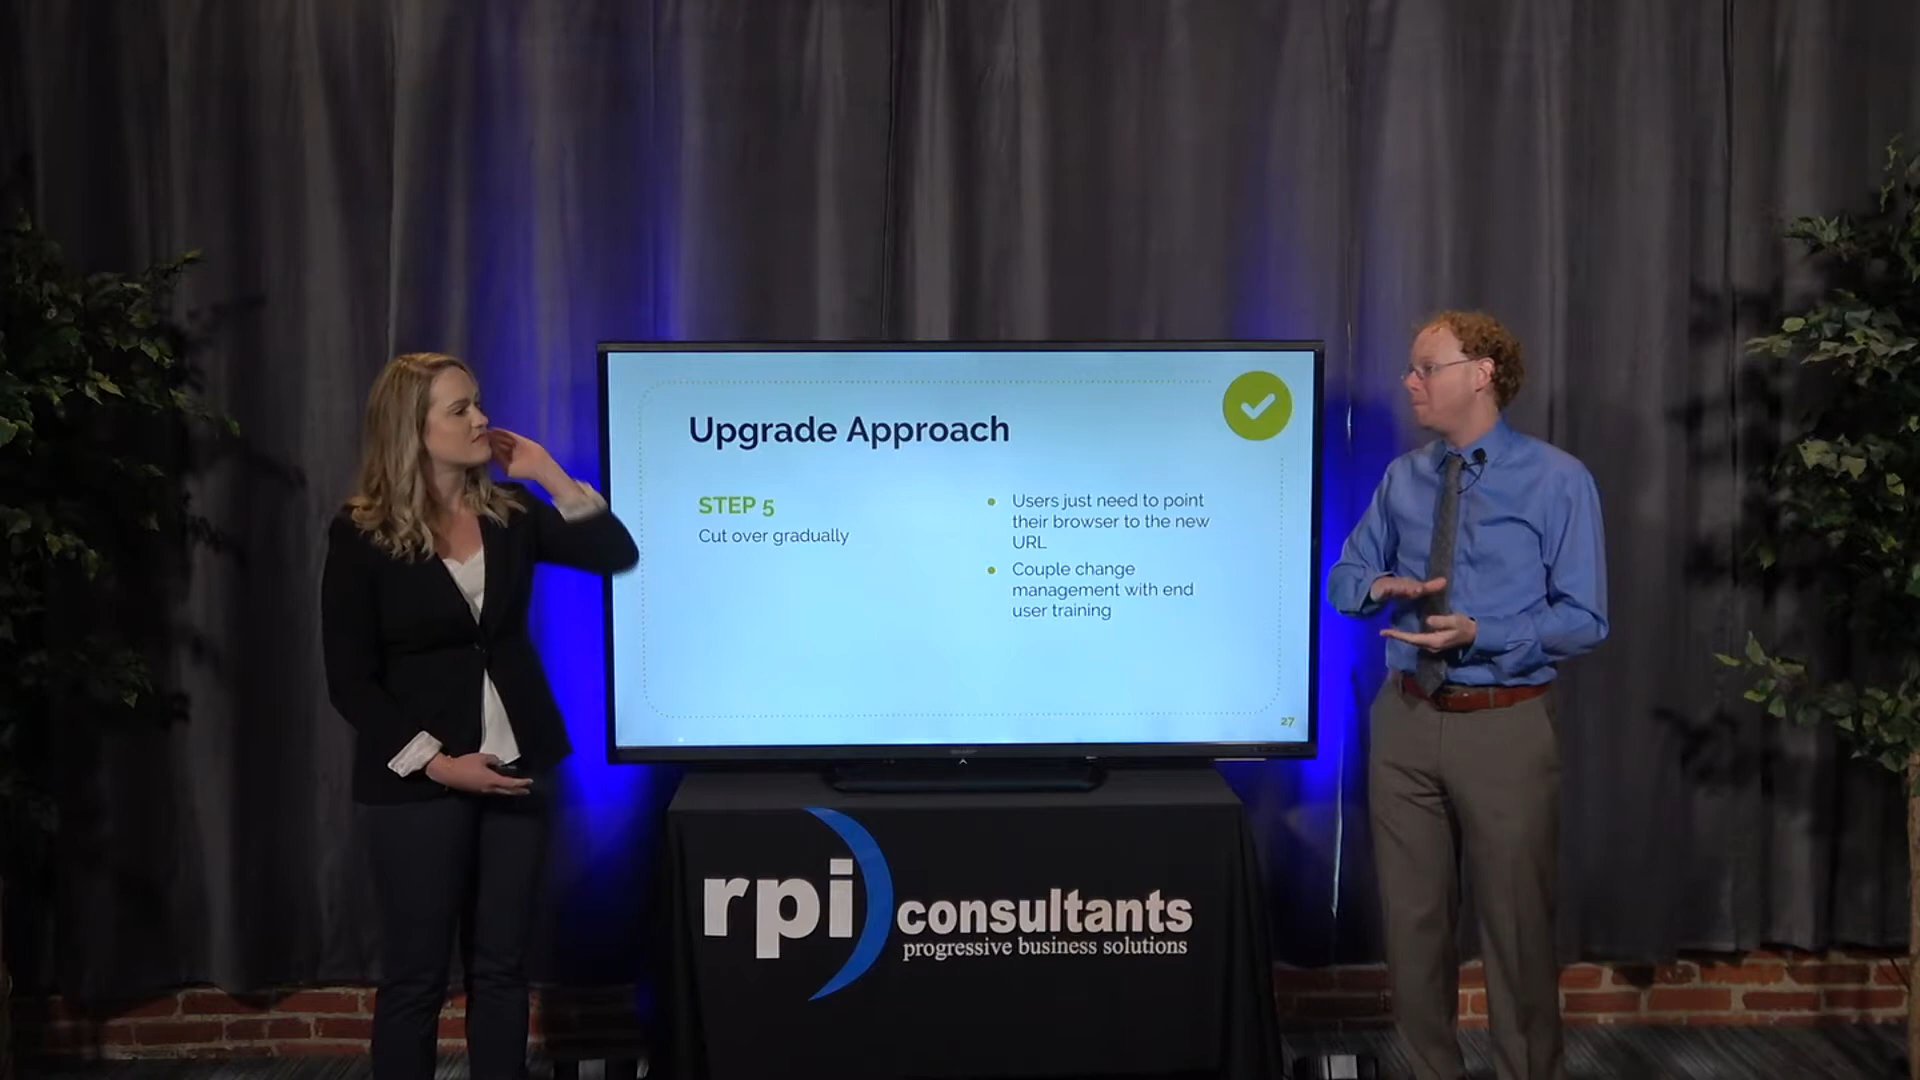 Upgrade Approach
STEP 5
Cut over gradually
Users just need to point
their browser to the new
URL
Couple change
management with end
user training
27
rpi consultants
progressive business solutions